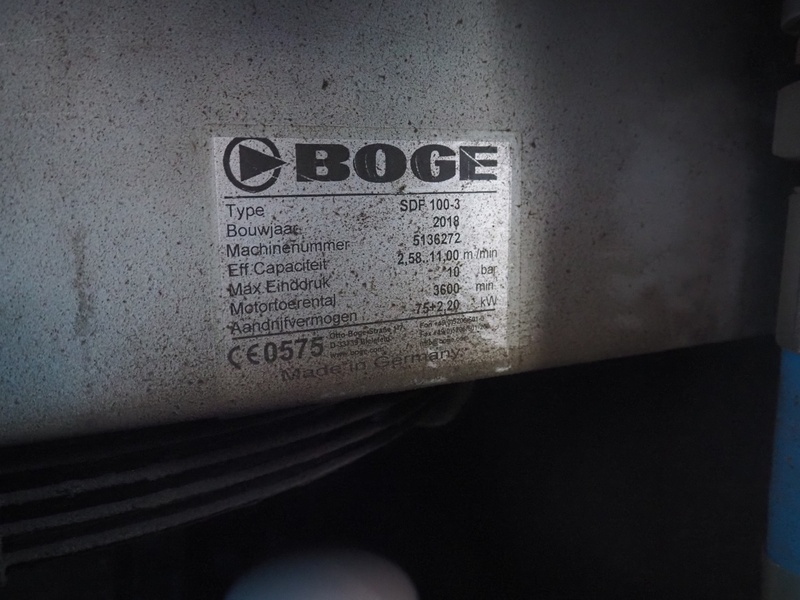 BOGE
Type SDF 100-3
Bouwjaar 2018
Machinenummer 5136272
Eff.Capaciteit 2,58..11,00 m³/min
Max Einddruk 10 bar
Motortoerental 3600 min
Aandrijfvermogen 75+2,20 kW
CE0575
Made in Germany